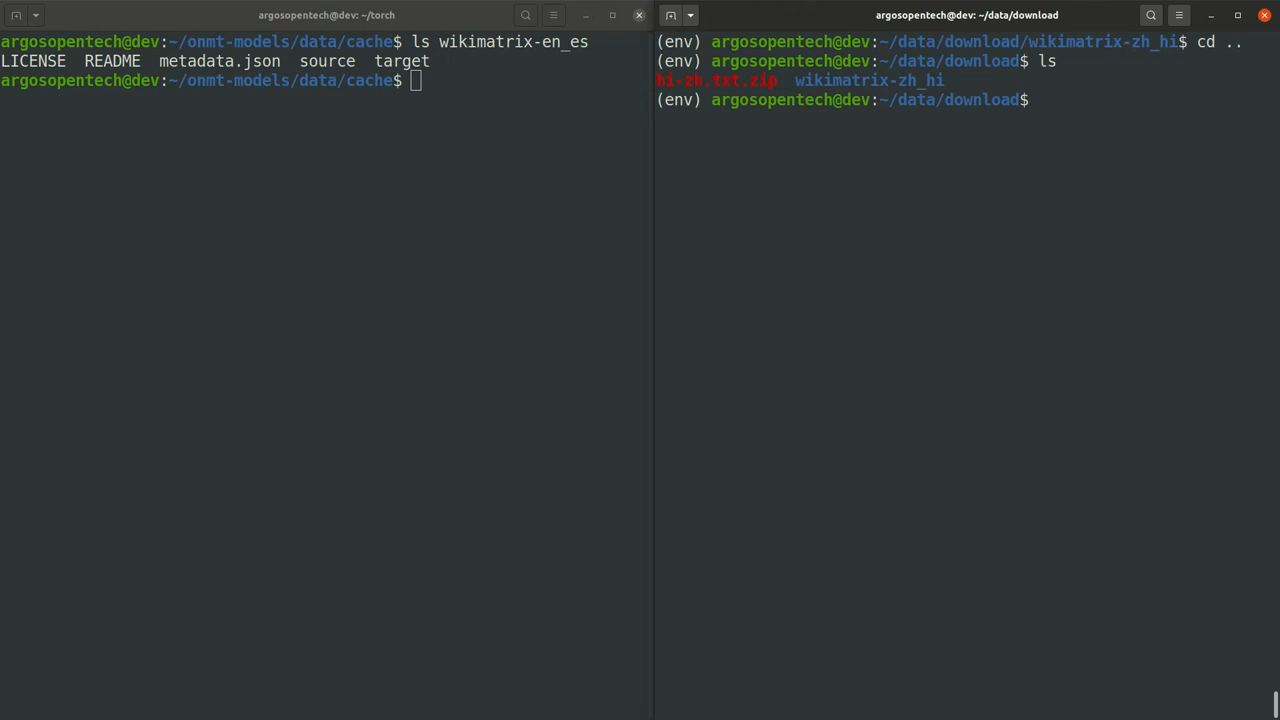 argosopentech@dev: ~/torch
argosopentech@dev:~/onmt-models/data/cache$ ls wikimatrix-en_es
LICENSE  README  metadata.json  source  target
argosopentech@dev:~/onmt-models/data/cache$
argosopentech@dev: ~/data/download
(env) argosopentech@dev:~/data/download/wikimatrix-zh_hi$ cd ..
(env) argosopentech@dev:~/data/download$ ls
hi-zh.txt.zip  wikimatrix-zh_hi
(env) argosopentech@dev:~/data/download$